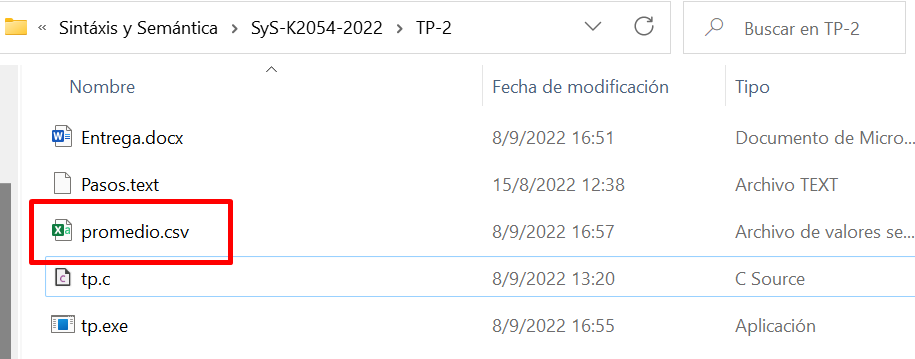 « Sintáxis y Semántica > SyS-K2054-2022 > TP-2 Buscar en TP-2
Nombre Fecha de modificación Tipo
Entrega.docx 8/9/2022 16:51 Documento de Micro...
Pasos.text 15/8/2022 12:38 Archivo TEXT
promedio.csv 8/9/2022 16:57 Archivo de valores se...
tp.c 8/9/2022 13:20 C Source
tp.exe 8/9/2022 16:55 Aplicación